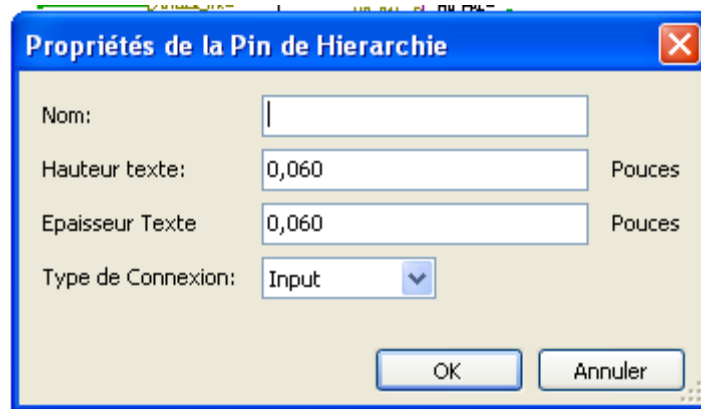 Propriétés de la Pin de Hierarchie
Nom:
Hauteur texte: 0,060 Pouces
Epaisseur Texte 0,060 Pouces
Type de Connexion: Input
OK Annuler